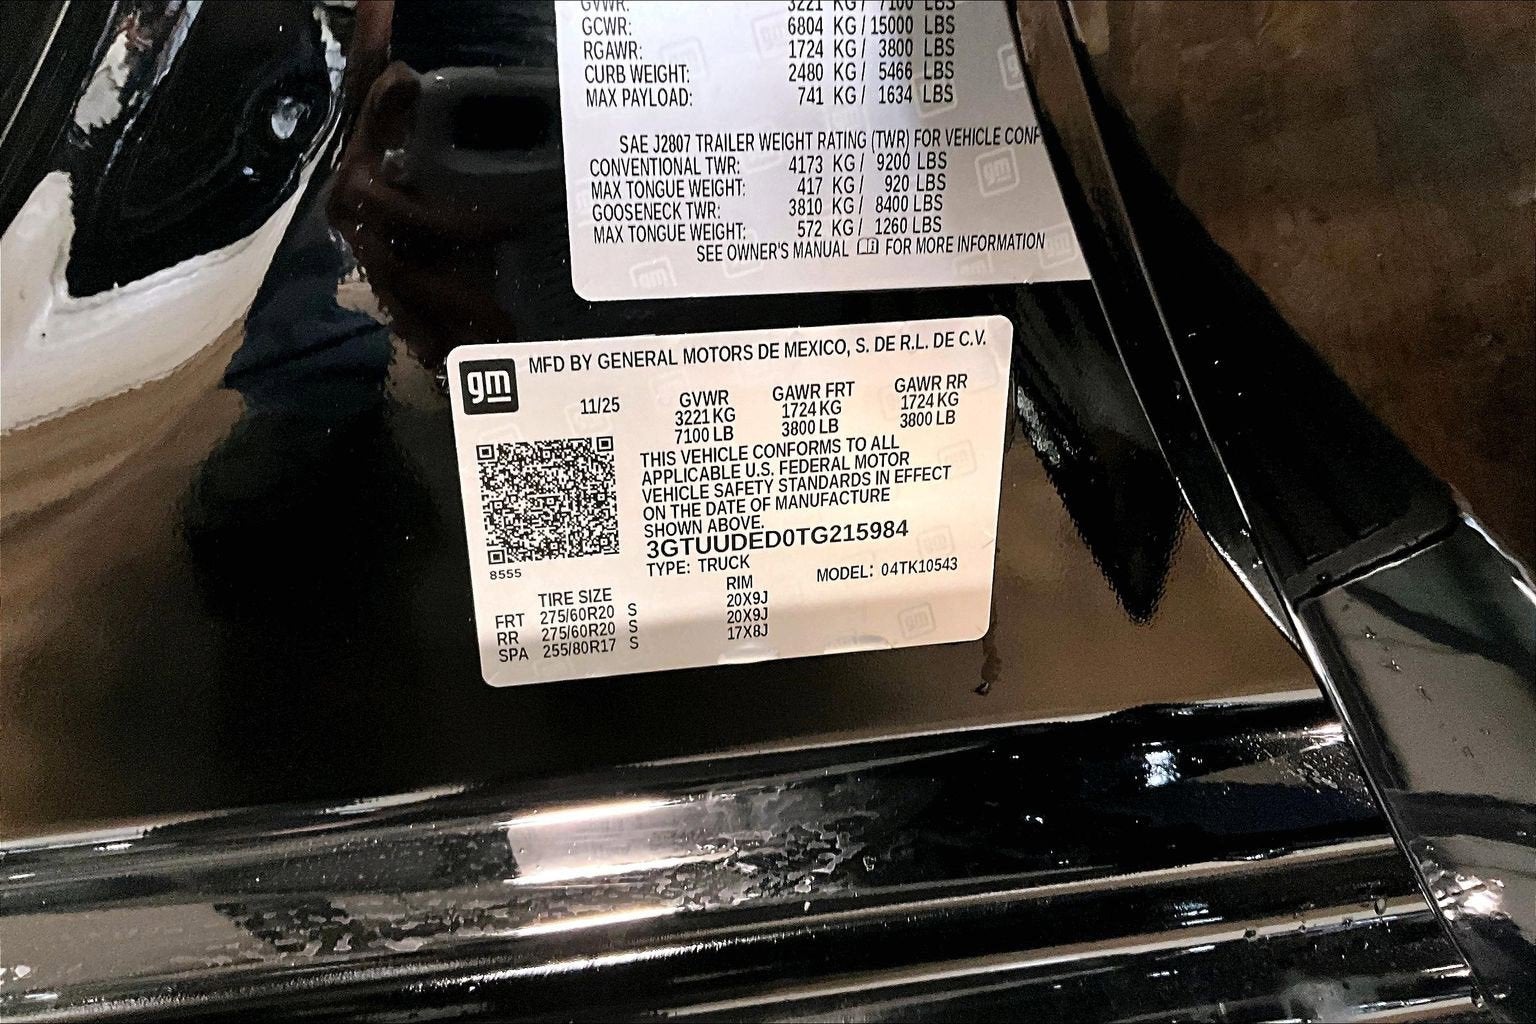 GVWR: 3221 KG / 7100 LBS
GCWR: 6804 KG / 15000 LBS
RGAWR: 1724 KG / 3800 LBS
CURB WEIGHT: 2480 KG / 5466 LBS
MAX PAYLOAD: 741 KG / 1634 LBS
SAE J2807 TRAILER WEIGHT RATING (TWR) FOR VEHICLE CONF
CONVENTIONAL TWR: 4173 KG / 9200 LBS
MAX TONGUE WEIGHT: 417 KG / 920 LBS
GOOSENECK TWR: 3810 KG / 8400 LBS
MAX TONGUE WEIGHT: 572 KG / 1260 LBS
SEE OWNER'S MANUAL FOR MORE INFORMATION
gm MFD BY GENERAL MOTORS DE MEXICO, S. DE R.L. DE C.V.
11/25 GVWR GAWR FRT GAWR RR
3221 KG 1724 KG 1724 KG
7100 LB 3800 LB 3800 LB
THIS VEHICLE CONFORMS TO ALL
APPLICABLE U.S. FEDERAL MOTOR
VEHICLE SAFETY STANDARDS IN EFFECT
ON THE DATE OF MANUFACTURE
SHOWN ABOVE.
3GTUUDED0TG215984
8555 TYPE: TRUCK MODEL: 04TK10543
TIRE SIZE RIM
FRT 275/60R20 S 20X9J
RR 275/60R20 S 20X9J
SPA 255/80R17 S 17X8J